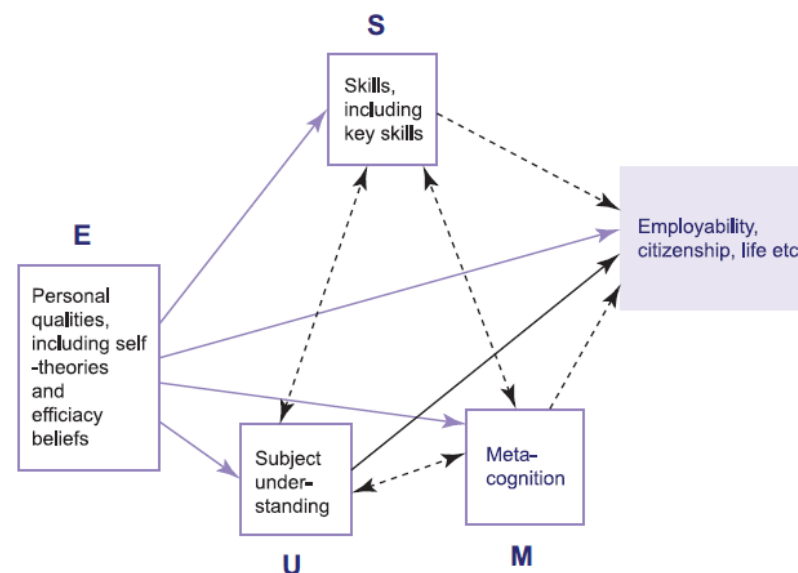 S
Skills,
including
key skills
Employability,
citizenship, life etc
E
Personal
qualities,
including self
-theories
and
efficiacy
beliefs
Subject
under-
standing
Meta-
cognition
U
M